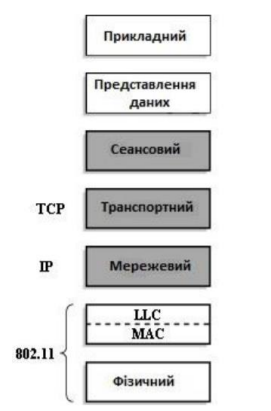 Прикладний
Представлення
даних
Сеансовий
TCP
Транспортний
IP
Мережевий
LLC
MAC
802.11
Фізичний